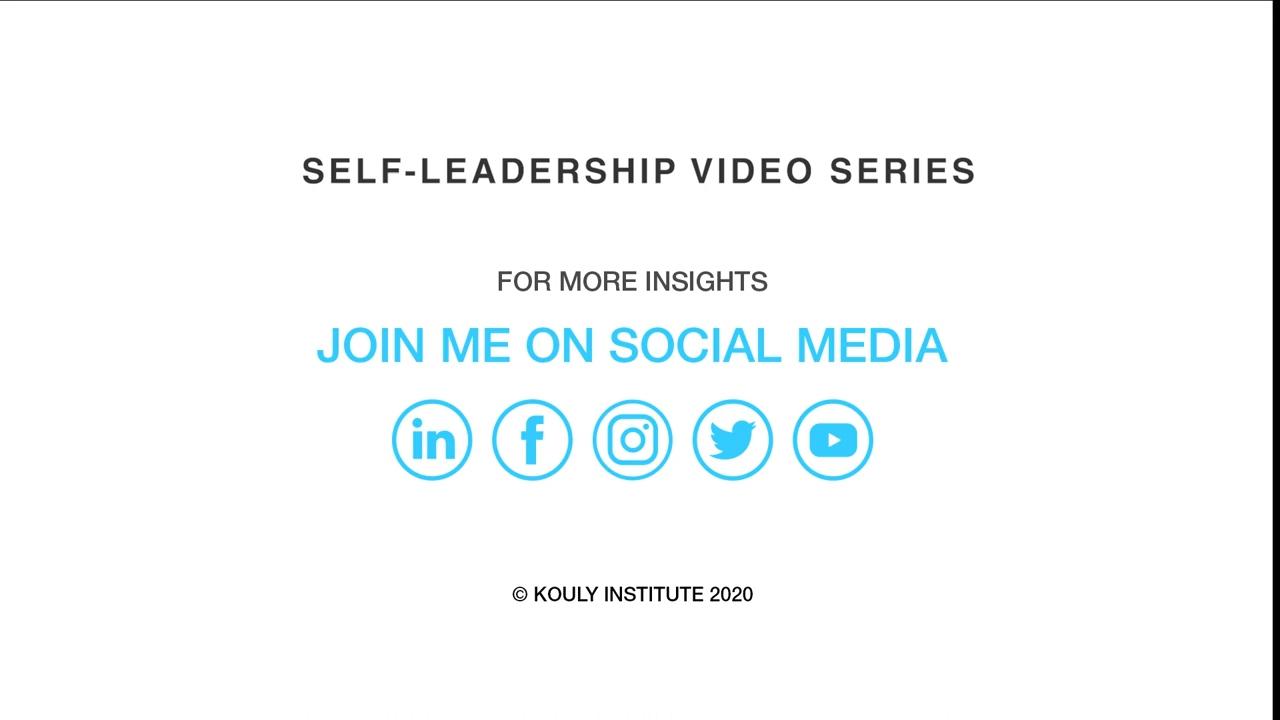 SELF-LEADERSHIP VIDEO SERIES
FOR MORE INSIGHTS
JOIN ME ON SOCIAL MEDIA
in f
© KOULY INSTITUTE 2020